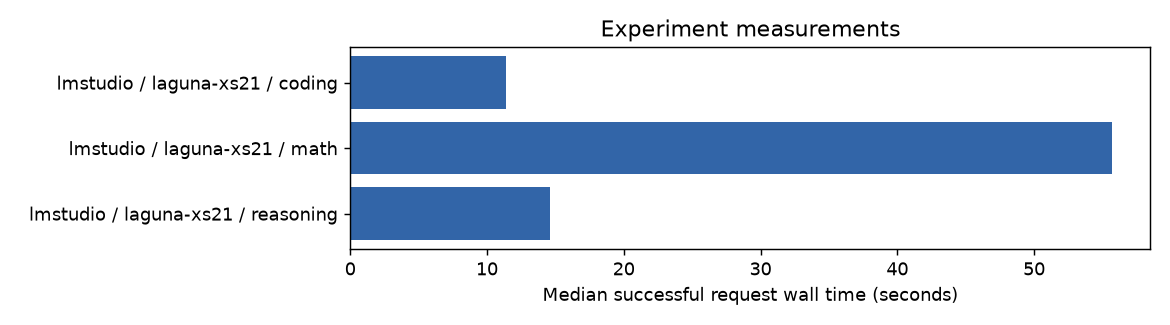 Experiment measurements
lmstudio / laguna-xs21 / coding
lmstudio / laguna-xs21 / math
lmstudio / laguna-xs21 / reasoning
0 10 20 30 40 50
Median successful request wall time (seconds)